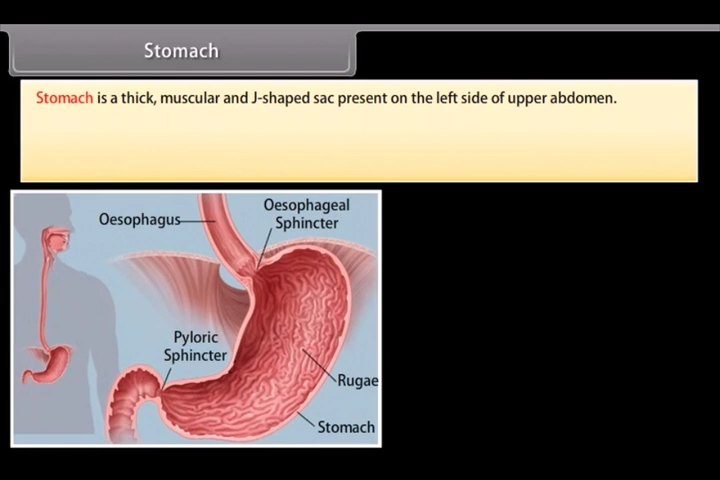 Stomach
Stomach is a thick, muscular and J-shaped sac present on the left side of upper abdomen.
Oesophagus
Oesophageal
Sphincter
Pyloric
Sphincter
Rugae
Stomach